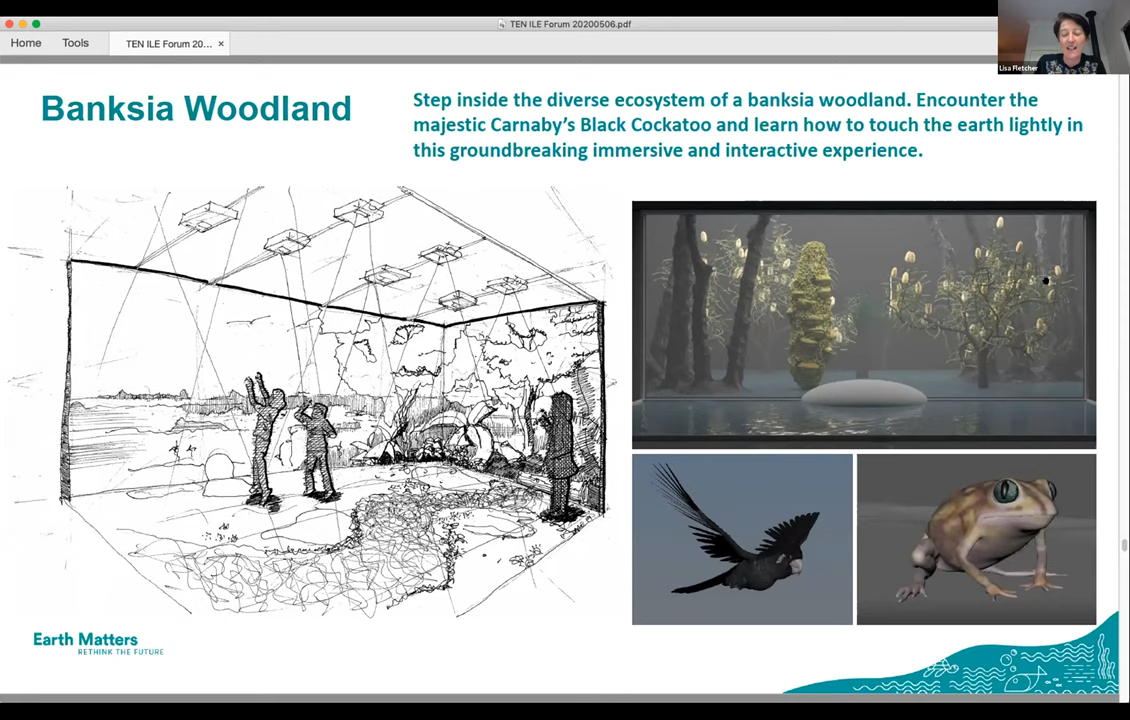 TEN ILE Forum 20200506.pdf
Home
Tools
TEN ILE Forum 20... ×
Lisa Fletcher
Banksia Woodland
Step inside the diverse ecosystem of a banksia woodland. Encounter the
majestic Carnaby’s Black Cockatoo and learn how to touch the earth lightly in
this groundbreaking immersive and interactive experience.
Earth Matters
RETHINK THE FUTURE